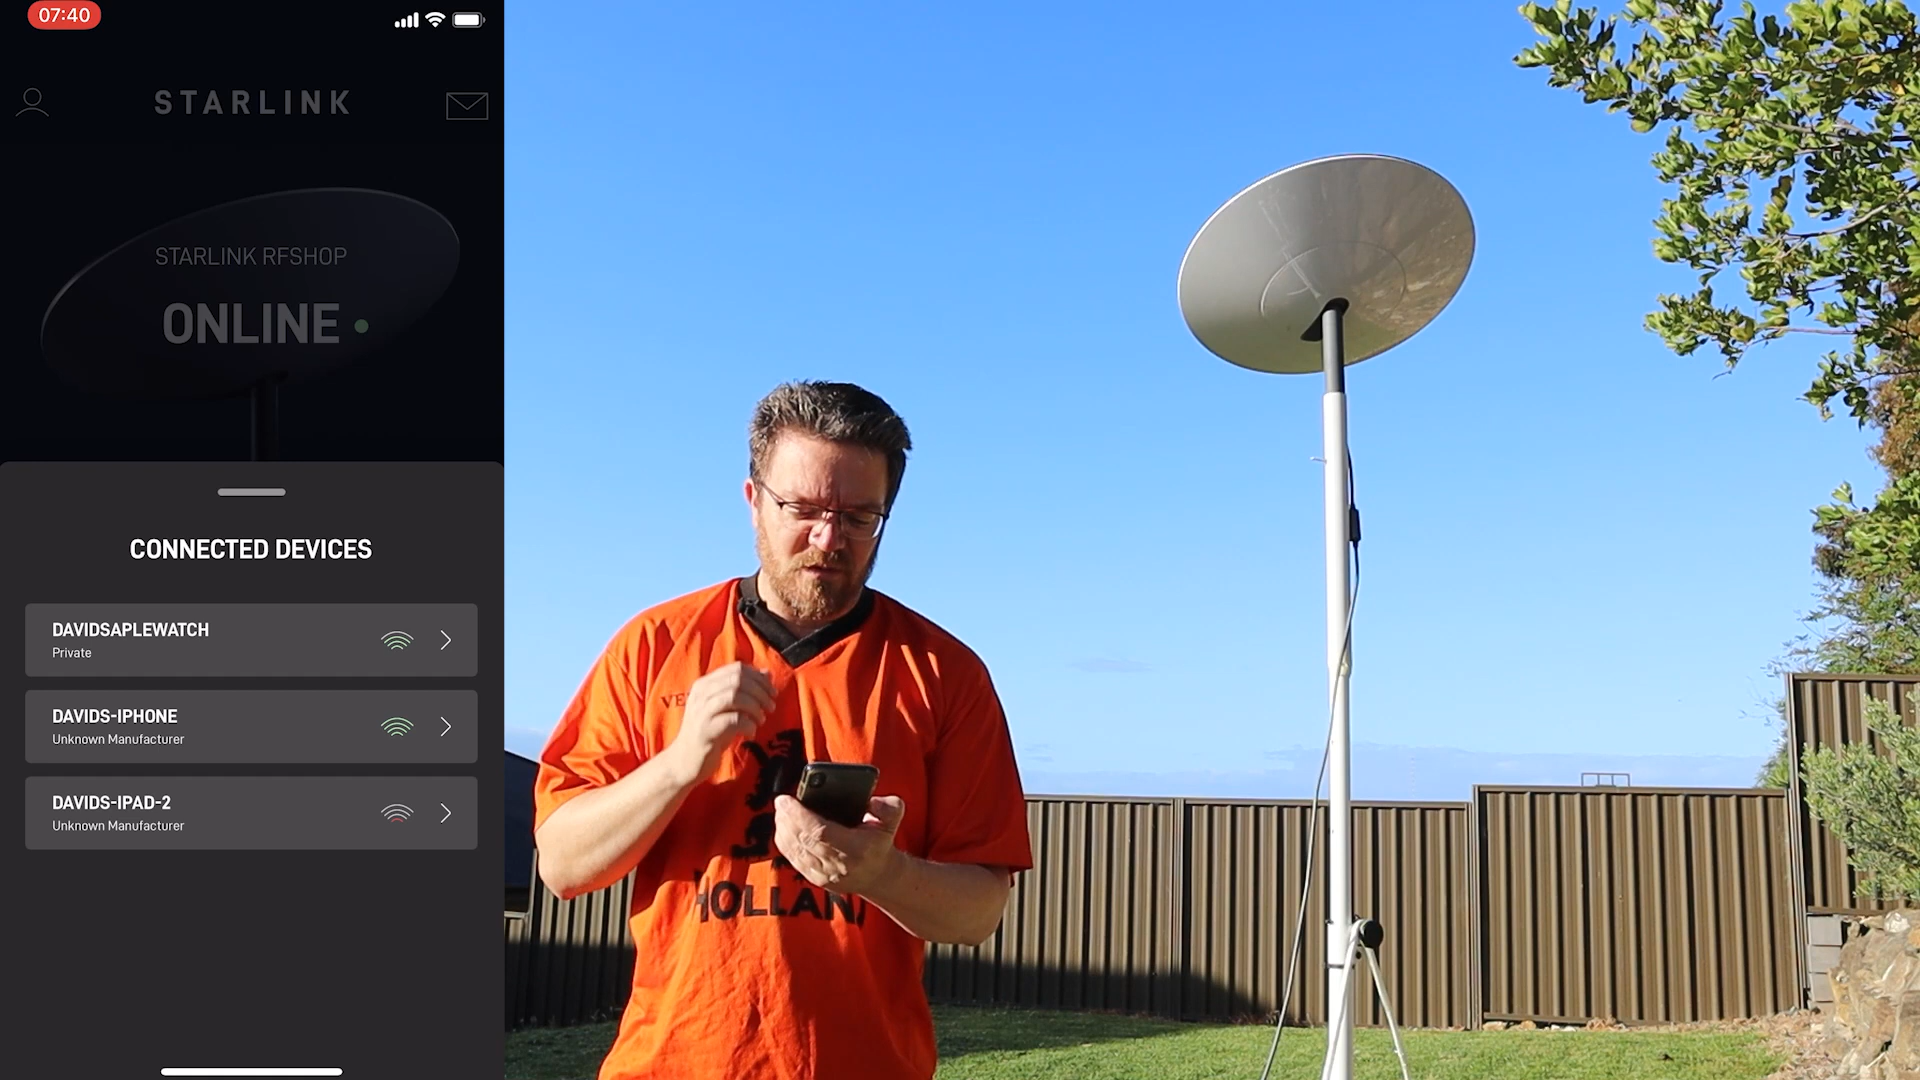 07:40
STARLINK
STARLINK RFSHOP
ONLINE
CONNECTED DEVICES
DAVIDSAPLEWATCH
Private
DAVIDS-IPHONE
Unknown Manufacturer
DAVIDS-IPAD-2
Unknown Manufacturer
HOLLAND